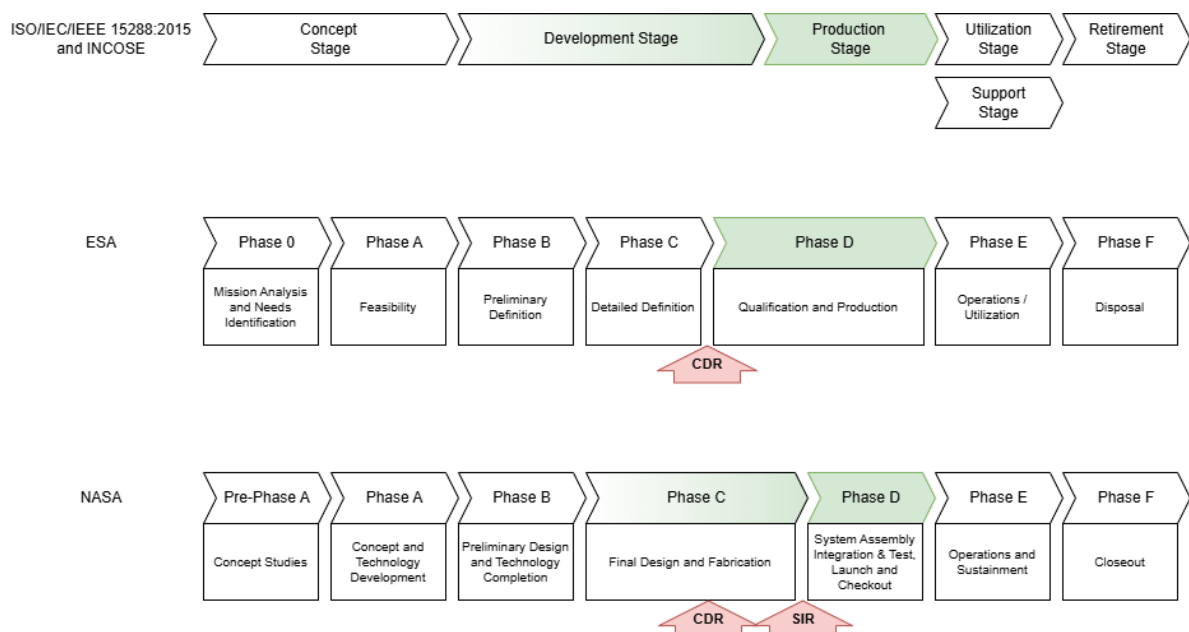 ISO/IEC/IEEE 15288:2015
and INCOSE
Concept
Stage
Development Stage
Production
Stage
Utilization
Stage
Retirement
Stage
Support
Stage
ESA
Phase 0
Phase A
Phase B
Phase C
Phase D
Phase E
Phase F
Mission Analysis
and Needs
Identification
Feasibility
Preliminary
Definition
Detailed Definition
Qualification and Production
Operations /
Utilization
Disposal
CDR
NASA
Pre-Phase A
Phase A
Phase B
Phase C
Phase D
Phase E
Phase F
Concept Studies
Concept and
Technology
Development
Preliminary Design
and Technology
Completion
Final Design and Fabrication
System Assembly
Integration & Test,
Launch and
Checkout
Operations and
Sustainment
Closeout
CDR
SIR